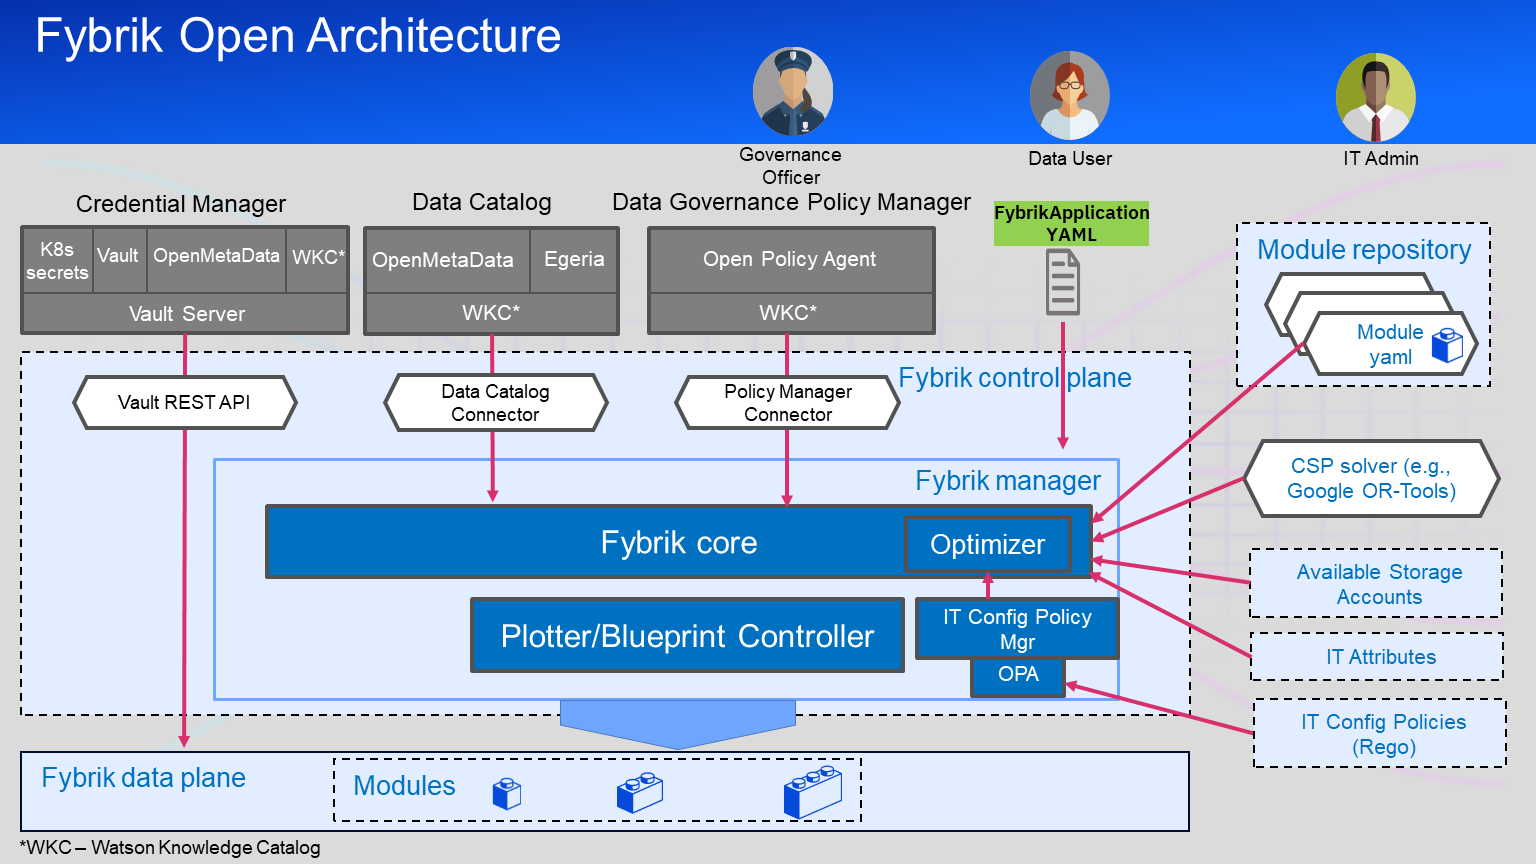 Fybrik Open Architecture
Governance
Officer
Data User
IT Admin
Credential Manager
Data Catalog
Data Governance Policy Manager
FybrikApplication
YAML
K8s
secrets
Vault
OpenMetaData
WKC*
Vault Server
OpenMetaData
Egeria
WKC*
Open Policy Agent
WKC*
Module repository
Module
yaml
Fybrik control plane
Vault REST API
Data Catalog
Connector
Policy Manager
Connector
CSP solver (e.g.,
Google OR-Tools)
Fybrik manager
Fybrik core
Optimizer
Available Storage
Accounts
Plotter/Blueprint Controller
IT Config Policy
Mgr
OPA
IT Attributes
IT Config Policies
(Rego)
Fybrik data plane
Modules
*WKC – Watson Knowledge Catalog